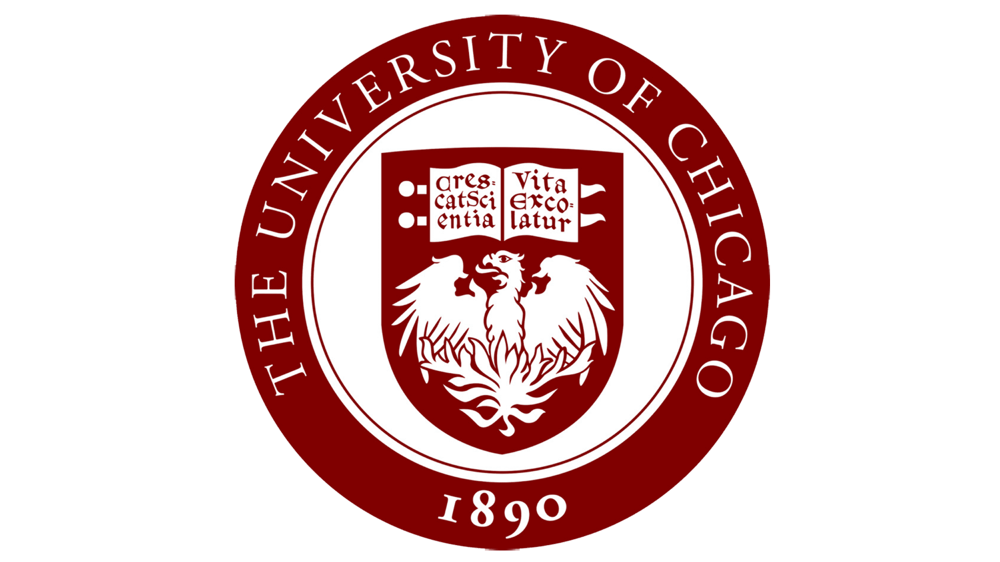 THE UNIVERSITY OF CHICAGO
Cres=
catSci
entia
Vita
Exco=
latur
1890